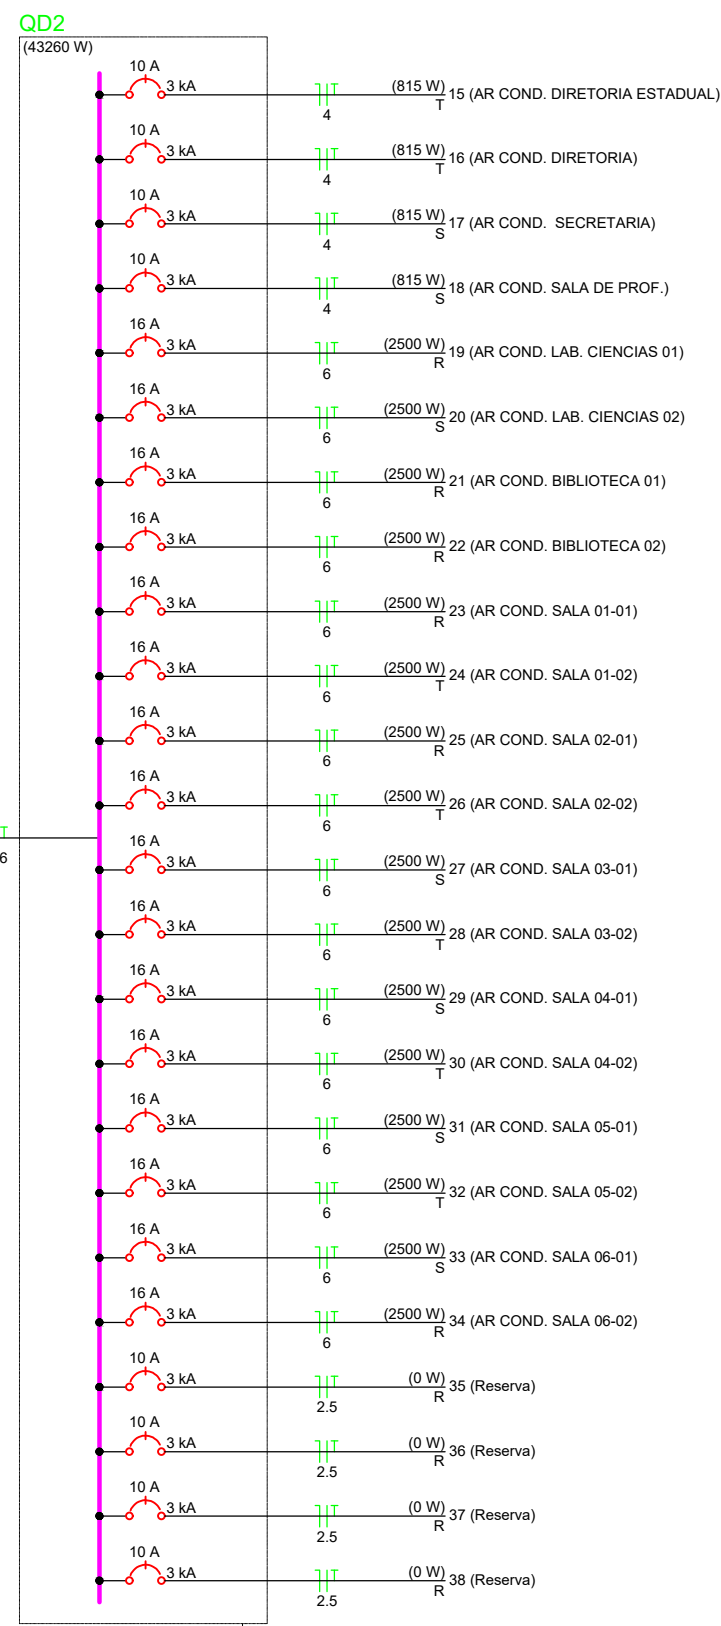 QD2
(43260 W)
10 A
3 kA
4
(815 W)
T
15 (AR COND. DIRETORIA ESTADUAL)
10 A
3 kA
4
(815 W)
T
16 (AR COND. DIRETORIA)
10 A
3 kA
4
(815 W)
S
17 (AR COND.  SECRETARIA)
10 A
3 kA
4
(815 W)
S
18 (AR COND. SALA DE PROF.)
16 A
3 kA
6
(2500 W)
R
19 (AR COND. LAB. CIENCIAS 01)
16 A
3 kA
6
(2500 W)
S
20 (AR COND. LAB. CIENCIAS 02)
16 A
3 kA
6
(2500 W)
R
21 (AR COND. BIBLIOTECA 01)
16 A
3 kA
6
(2500 W)
R
22 (AR COND. BIBLIOTECA 02)
16 A
3 kA
6
(2500 W)
R
23 (AR COND. SALA 01-01)
16 A
3 kA
6
(2500 W)
T
24 (AR COND. SALA 01-02)
16 A
3 kA
6
(2500 W)
R
25 (AR COND. SALA 02-01)
16 A
3 kA
6
(2500 W)
T
26 (AR COND. SALA 02-02)
T
6
16 A
3 kA
6
(2500 W)
S
27 (AR COND. SALA 03-01)
16 A
3 kA
6
(2500 W)
T
28 (AR COND. SALA 03-02)
16 A
3 kA
6
(2500 W)
S
29 (AR COND. SALA 04-01)
16 A
3 kA
6
(2500 W)
T
30 (AR COND. SALA 04-02)
16 A
3 kA
6
(2500 W)
S
31 (AR COND. SALA 05-01)
16 A
3 kA
6
(2500 W)
T
32 (AR COND. SALA 05-02)
16 A
3 kA
6
(2500 W)
S
33 (AR COND. SALA 06-01)
16 A
3 kA
6
(2500 W)
R
34 (AR COND. SALA 06-02)
10 A
3 kA
2.5
(0 W)
R
35 (Reserva)
10 A
3 kA
2.5
(0 W)
R
36 (Reserva)
10 A
3 kA
2.5
(0 W)
R
37 (Reserva)
10 A
3 kA
2.5
(0 W)
R
38 (Reserva)